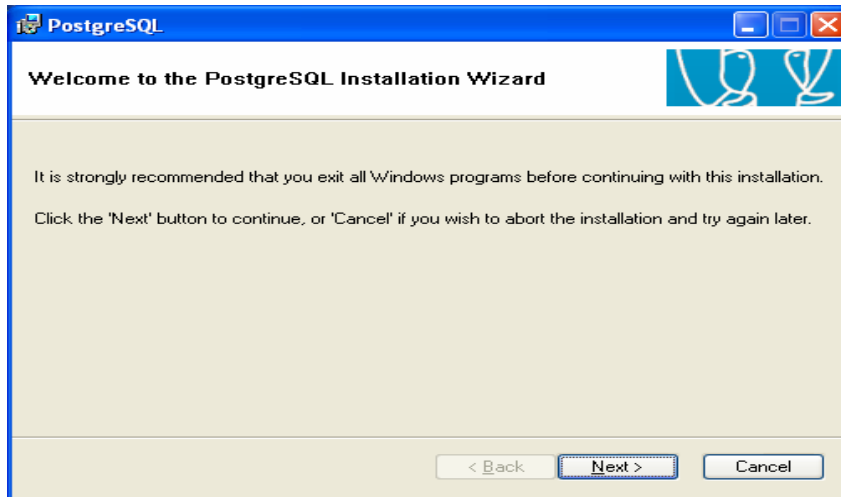 PostgreSQL
Welcome to the PostgreSQL Installation Wizard
It is strongly recommended that you exit all Windows programs before continuing with this installation.
Click the 'Next' button to continue, or 'Cancel' if you wish to abort the installation and try again later.
< Back Next > Cancel